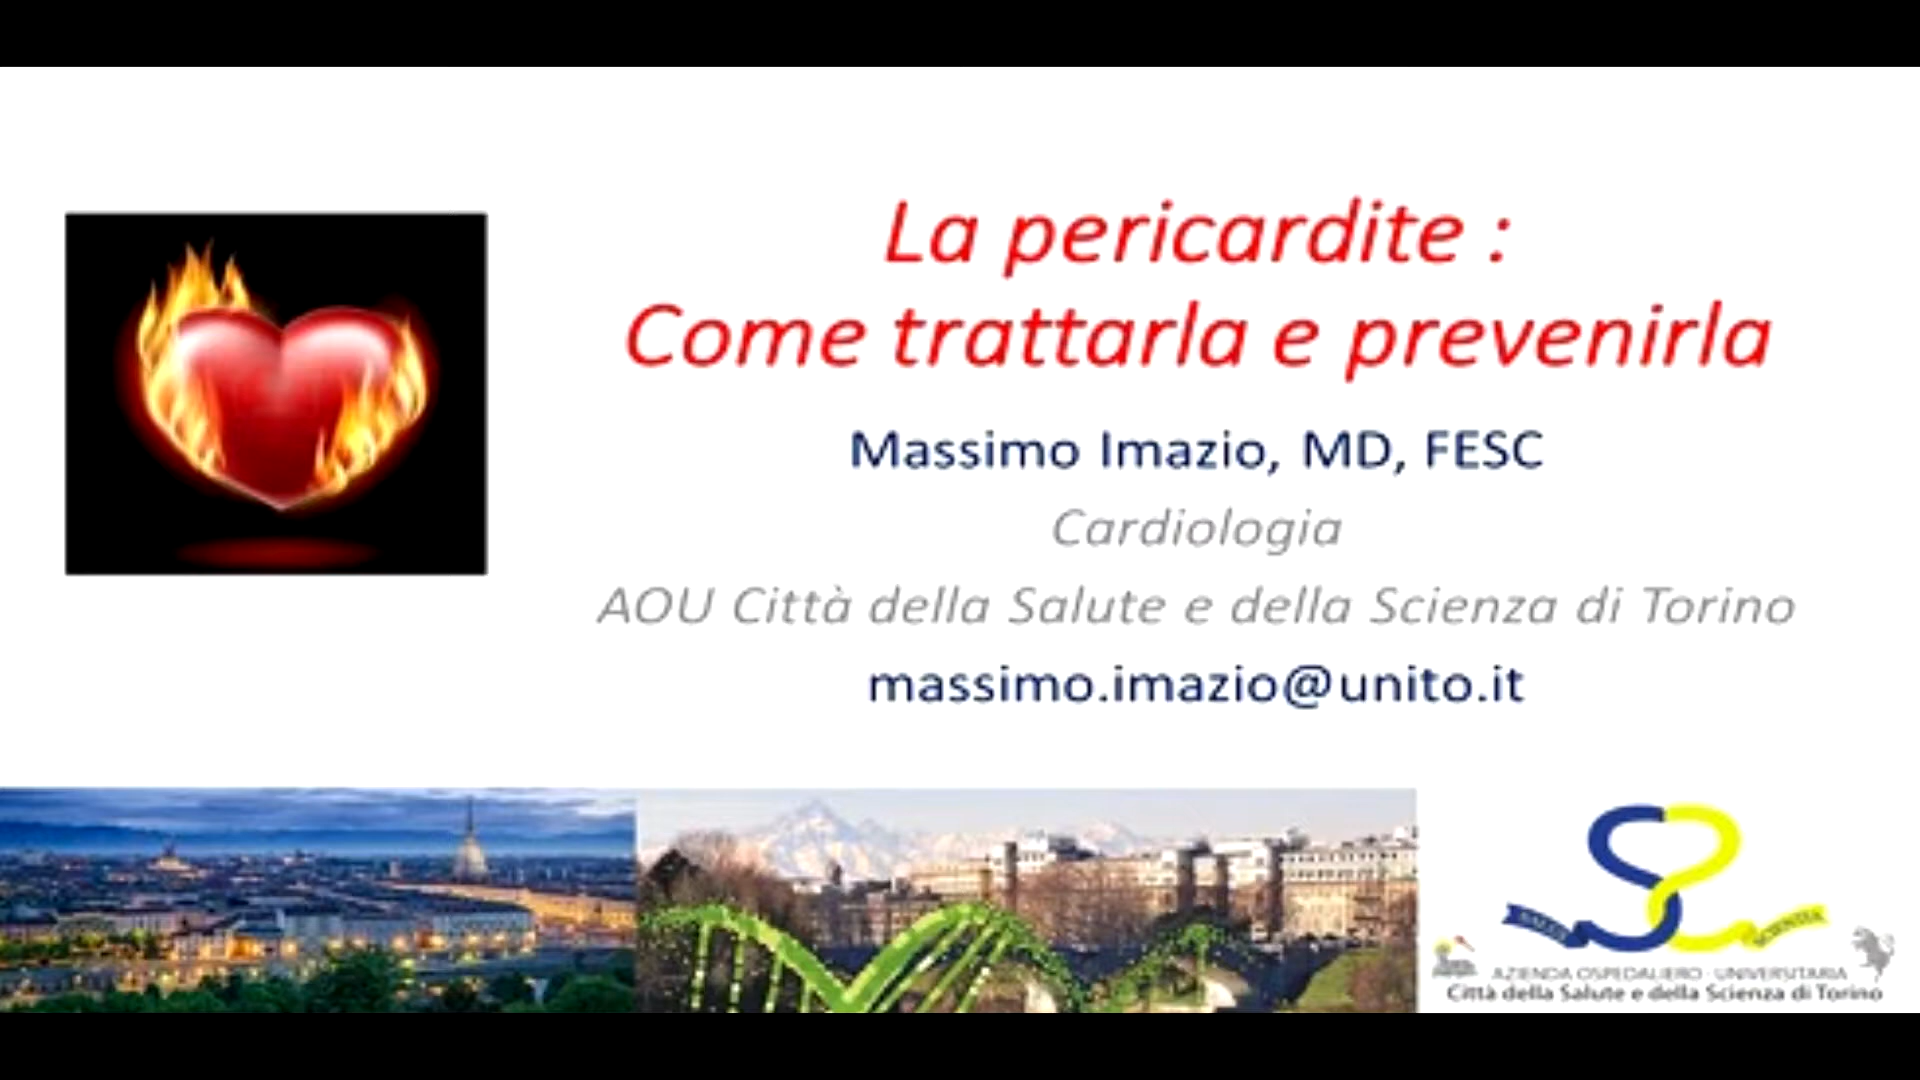 La pericardite :
Come trattarla e prevenirla
Massimo Imazio, MD, FESC
Cardiologia
AOU Città della Salute e della Scienza di Torino
massimo.imazio@unito.it
SCIENTIA
AZIENDA OSPEDALIERO - UNIVERSITARIA
Città della Salute e della Scienza di Torino